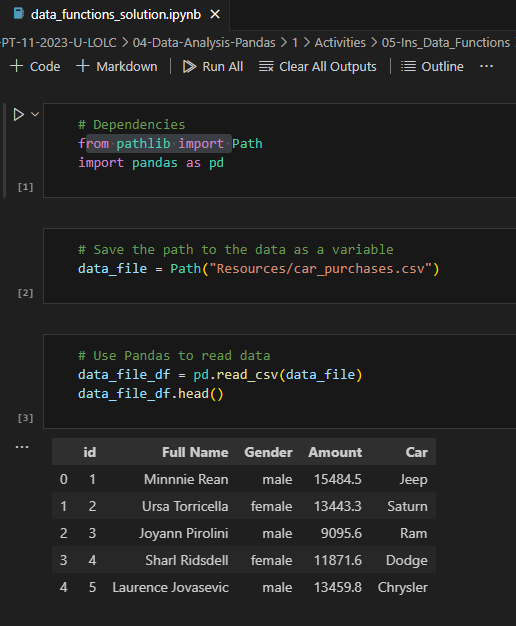 data_functions_solution.ipynb
-PT-11-2023-U-LOLC > 04-Data-Analysis-Pandas > 1 > Activities > 05-Ins_Data_Functions
+ Code + Markdown Run All Clear All Outputs Outline ...
# Dependencies
from pathlib import Path
import pandas as pd
[1]
# Save the path to the data as a variable
data_file = Path("Resources/car_purchases.csv")
[2]
# Use Pandas to read data
data_file_df = pd.read_csv(data_file)
data_file_df.head()
[3]
...
id Full Name Gender Amount Car
0 1 Minnnie Rean male 15484.5 Jeep
1 2 Ursa Torricella female 13443.3 Saturn
2 3 Joyann Pirolini male 9095.6 Ram
3 4 Sharl Ridsdell female 11871.6 Dodge
4 5 Laurence Jovasevic male 13459.8 Chrysler